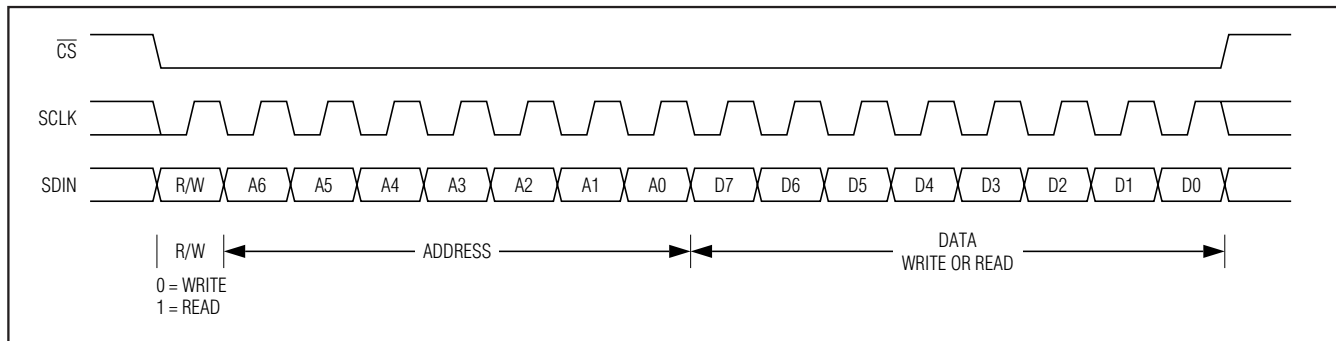 CS
SCLK
SDIN R/W A6 A5 A4 A3 A2 A1 A0 D7 D6 D5 D4 D3 D2 D1 D0
R/W ADDRESS DATA
WRITE OR READ
0 = WRITE
1 = READ